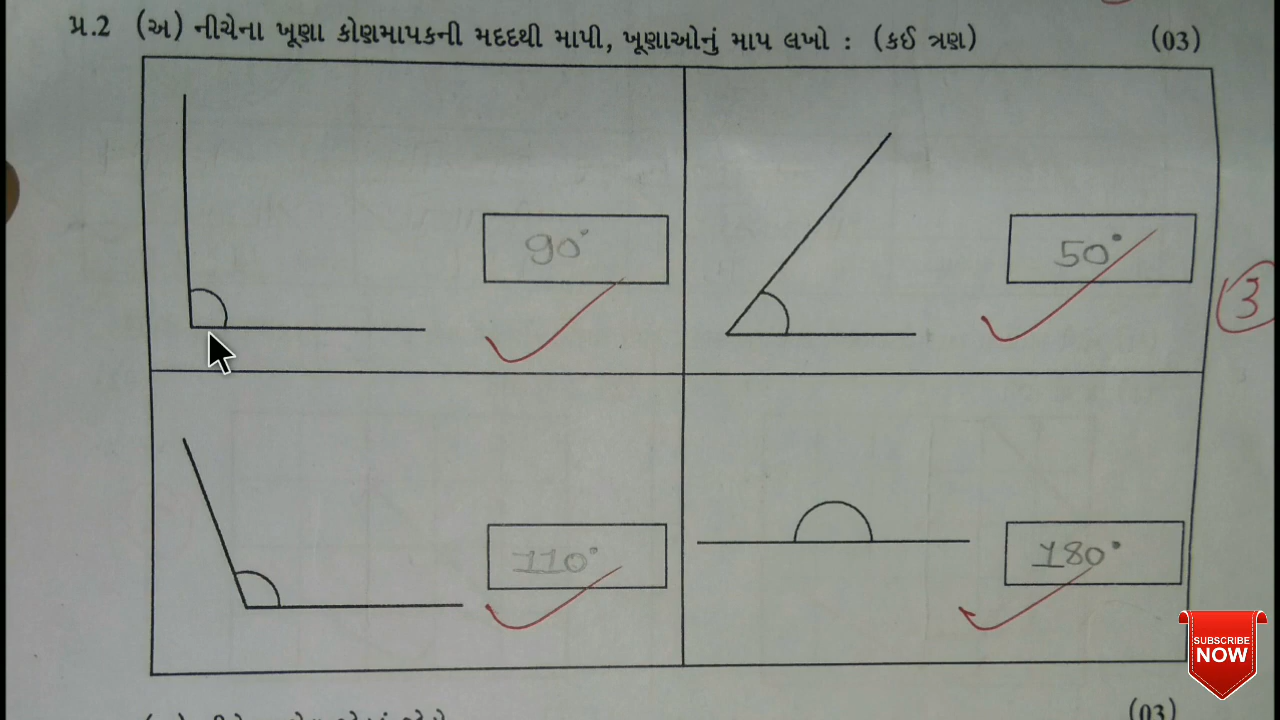 પ્ર.2 (અ) નીચેના ખૂણા કોણમાપકની મદદથી માપી, ખૂણાઓનું માપ લખો : (કઈ ત્રણ) (03)
90°
50°
3
110°
180°
SUBSCRIBE
NOW
(03)